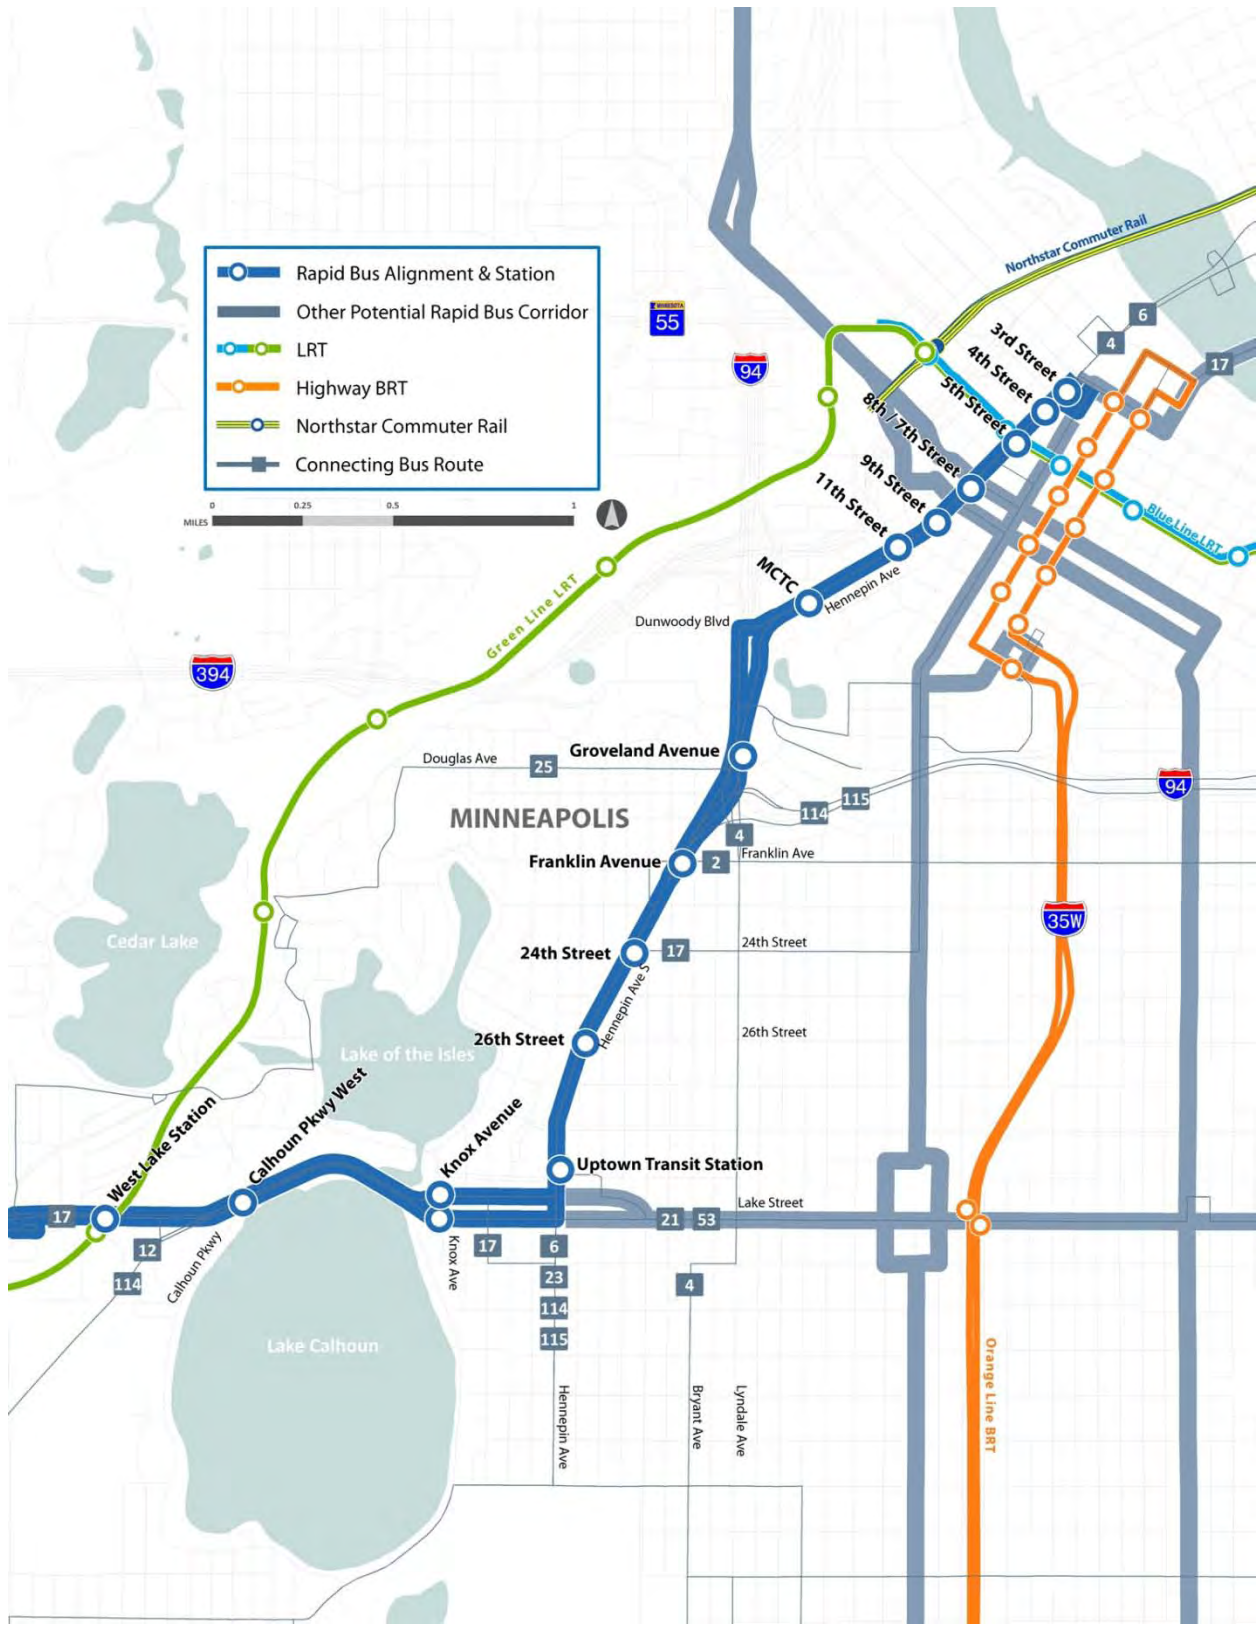 Northstar Commuter Rail
Rapid Bus Alignment & Station
Other Potential Rapid Bus Corridor
LRT
Highway BRT
Northstar Commuter Rail
Connecting Bus Route
0 0.25 0.5 1
MILES
MINNESOTA
55
94
6
4
17
3rd Street
4th Street
5th Street
8th / 7th Street
9th Street
11th Street
MCTC
Hennepin Ave
Blue Line LRT
Green Line LRT
Dunwoody Blvd
394
Groveland Avenue
Douglas Ave
25
94
114
115
MINNEAPOLIS
4
Franklin Avenue
2
Franklin Ave
35W
Cedar Lake
24th Street
17
24th Street
Hennepin Ave S
26th Street
26th Street
Lake of the Isles
West Lake Station
Calhoun Pkwy West
Knox Avenue
Uptown Transit Station
Lake Street
17
21
53
12
114
Calhoun Pkwy
Knox Ave
17
6
23
114
115
4
Lake Calhoun
Hennepin Ave
Bryant Ave
Lyndale Ave
Orange Line BRT